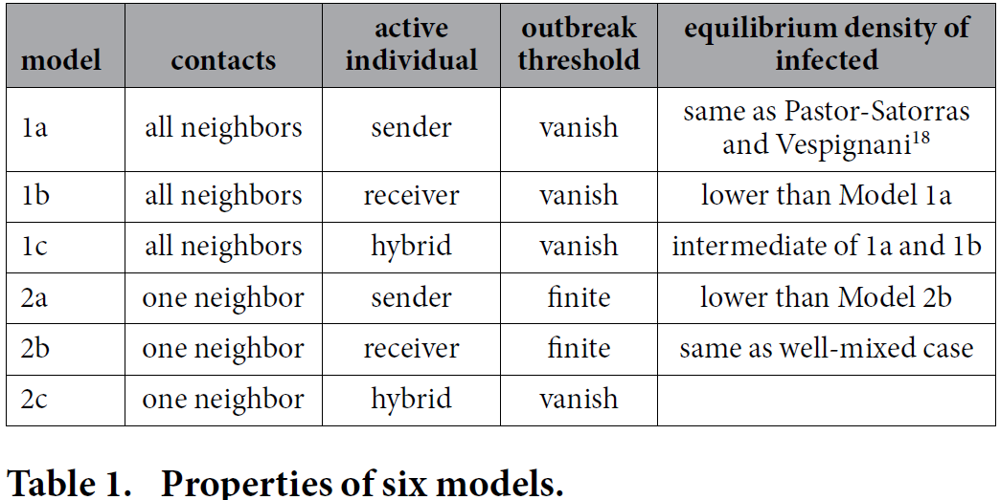 model contacts active individual outbreak threshold equilibrium density of infected
1a all neighbors sender vanish same as Pastor-Satorras and Vespignani18
1b all neighbors receiver vanish lower than Model 1a
1c all neighbors hybrid vanish intermediate of 1a and 1b
2a one neighbor sender finite lower than Model 2b
2b one neighbor receiver finite same as well-mixed case
2c one neighbor hybrid vanish
Table 1. Properties of six models.